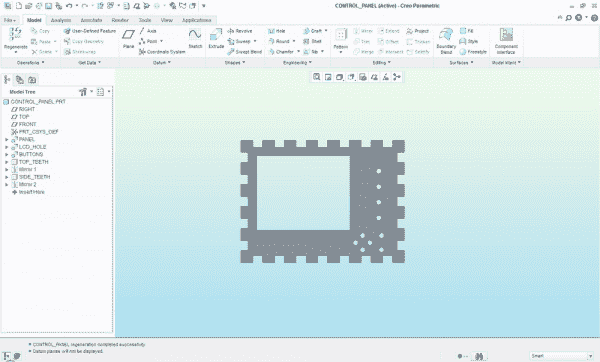 CONTROL_PANEL (Active) - Creo Parametric
File Model Analysis Annotate Render Tools View Applications
Regenerate
Copy
Paste
Delete
User-Defined Feature
Copy Geometry
Shrinkwrap
Plane
Axis
Point
Coordinate System
Sketch
Extrude
Revolve
Sweep
Swept Blend
Hole
Round
Chamfer
Draft
Shell
Rib
Pattern
Mirror
Trim
Merge
Extend
Offset
Intersect
Project
Thicken
Solidify
Boundary Blend
Fill
Style
Freestyle
Component Interface
Operations Get Data Datum Shapes Engineering Editing Surfaces Model Intent
Model Tree
CONTROL_PANEL.PRT
RIGHT
TOP
FRONT
PRT_CSYS_DEF
PANEL
LCD_HOLE
BUTTONS
TOP_TEETH
Mirror 1
SIDE_TEETH
Mirror 2
Insert Here
• CONTROL_PANEL regeneration completed successfully.
• Datum planes will not be displayed.
Smart